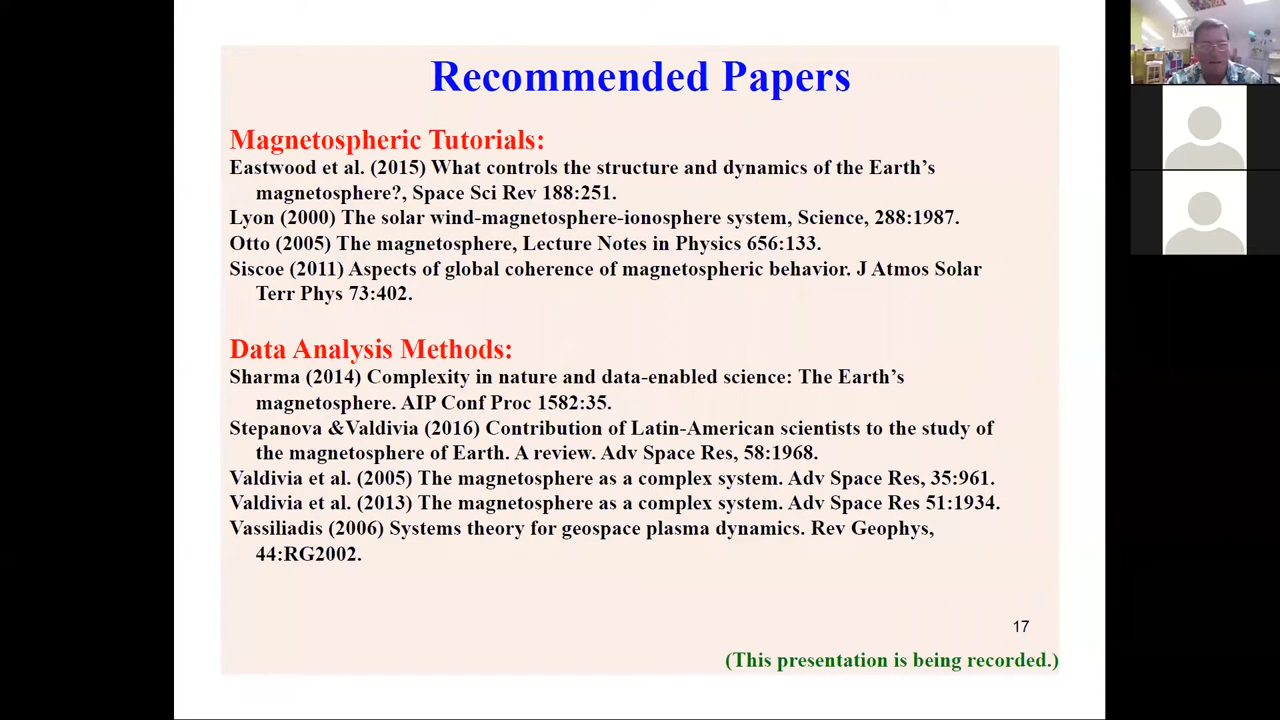 Recommended Papers
Magnetospheric Tutorials:
Eastwood et al. (2015) What controls the structure and dynamics of the Earth’s
magnetosphere?, Space Sci Rev 188:251.
Lyon (2000) The solar wind-magnetosphere-ionosphere system, Science, 288:1987.
Otto (2005) The magnetosphere, Lecture Notes in Physics 656:133.
Siscoe (2011) Aspects of global coherence of magnetospheric behavior. J Atmos Solar
Terr Phys 73:402.
Data Analysis Methods:
Sharma (2014) Complexity in nature and data-enabled science: The Earth’s
magnetosphere. AIP Conf Proc 1582:35.
Stepanova &Valdivia (2016) Contribution of Latin-American scientists to the study of
the magnetosphere of Earth. A review. Adv Space Res, 58:1968.
Valdivia et al. (2005) The magnetosphere as a complex system. Adv Space Res, 35:961.
Valdivia et al. (2013) The magnetosphere as a complex system. Adv Space Res 51:1934.
Vassiliadis (2006) Systems theory for geospace plasma dynamics. Rev Geophys,
44:RG2002.
17
(This presentation is being recorded.)